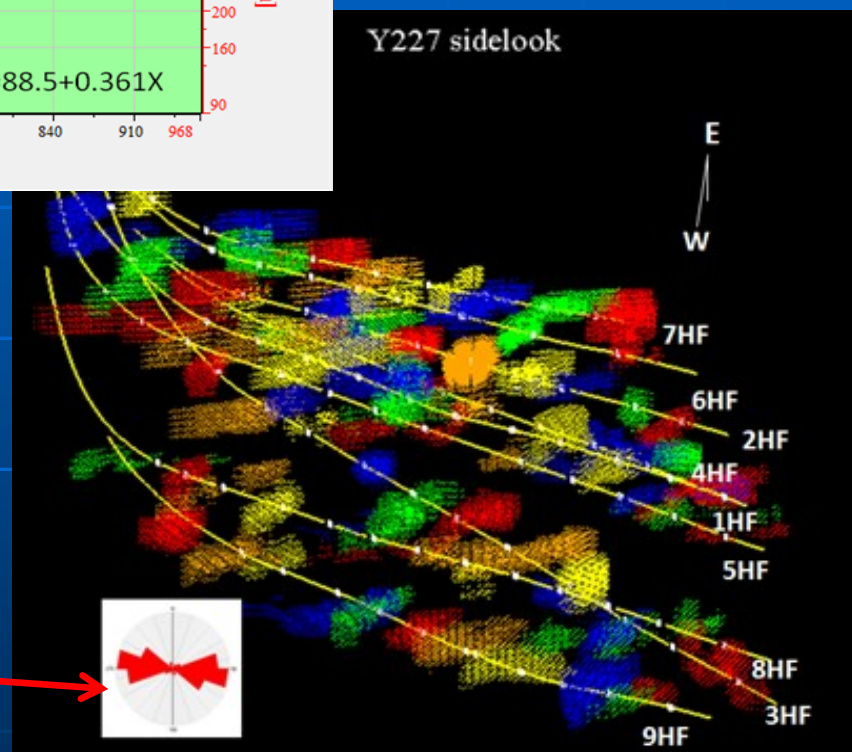 200
160
90
88.5+0.361X
840 910 968
Y227 sidelook
E
W
7HF
6HF
2HF
4HF
1HF
5HF
8HF
3HF
9HF